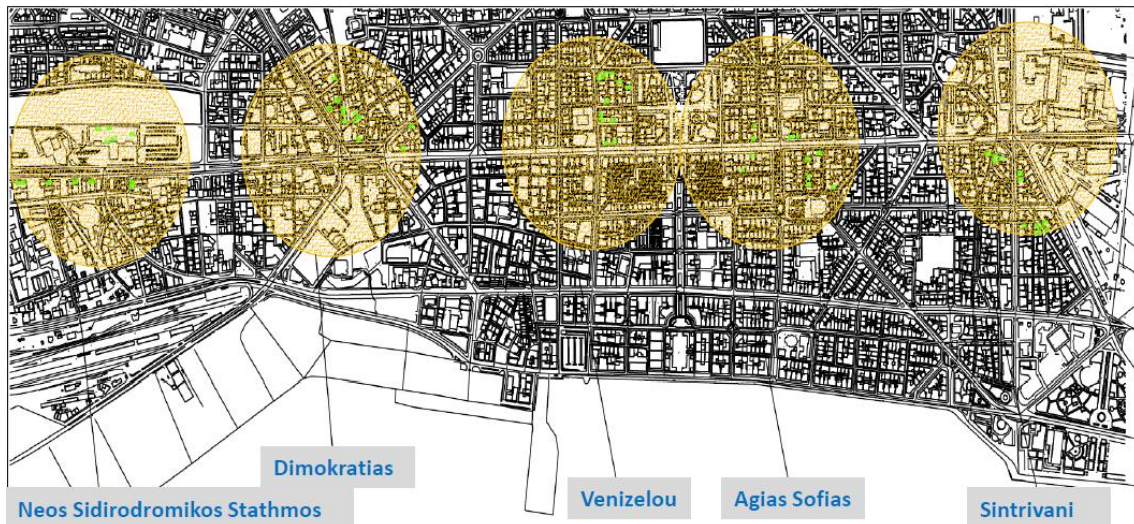 Dimokratias
Neos Sidirodromikos Stathmos
Venizelou
Agias Sofias
Sintrivani